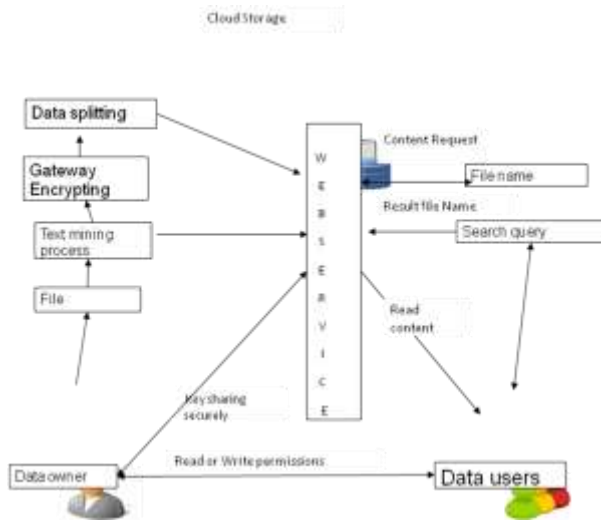 Cloud Storage
Data splitting
Gateway
Encrypting
Text mining
process
File
W
E
B
S
E
R
V
I
C
E
Content Request
File name
Result file Name
Search query
Read
content
Key sharing
securely
Read or Write permissions
Data owner
Data users